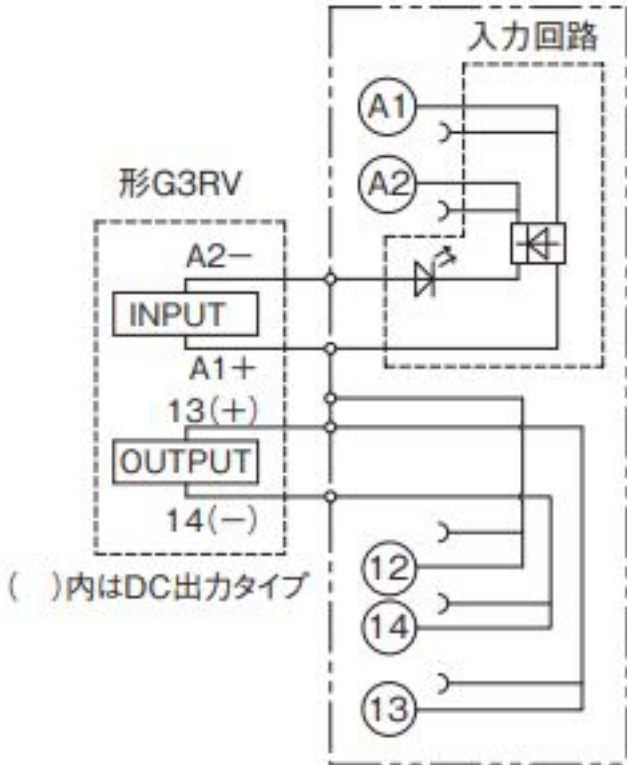 入力回路
A1
A2
形G3RV
A2−
INPUT
A1+
13(+)
OUTPUT
14(−)
(　)内はDC出力タイプ
12
14
13